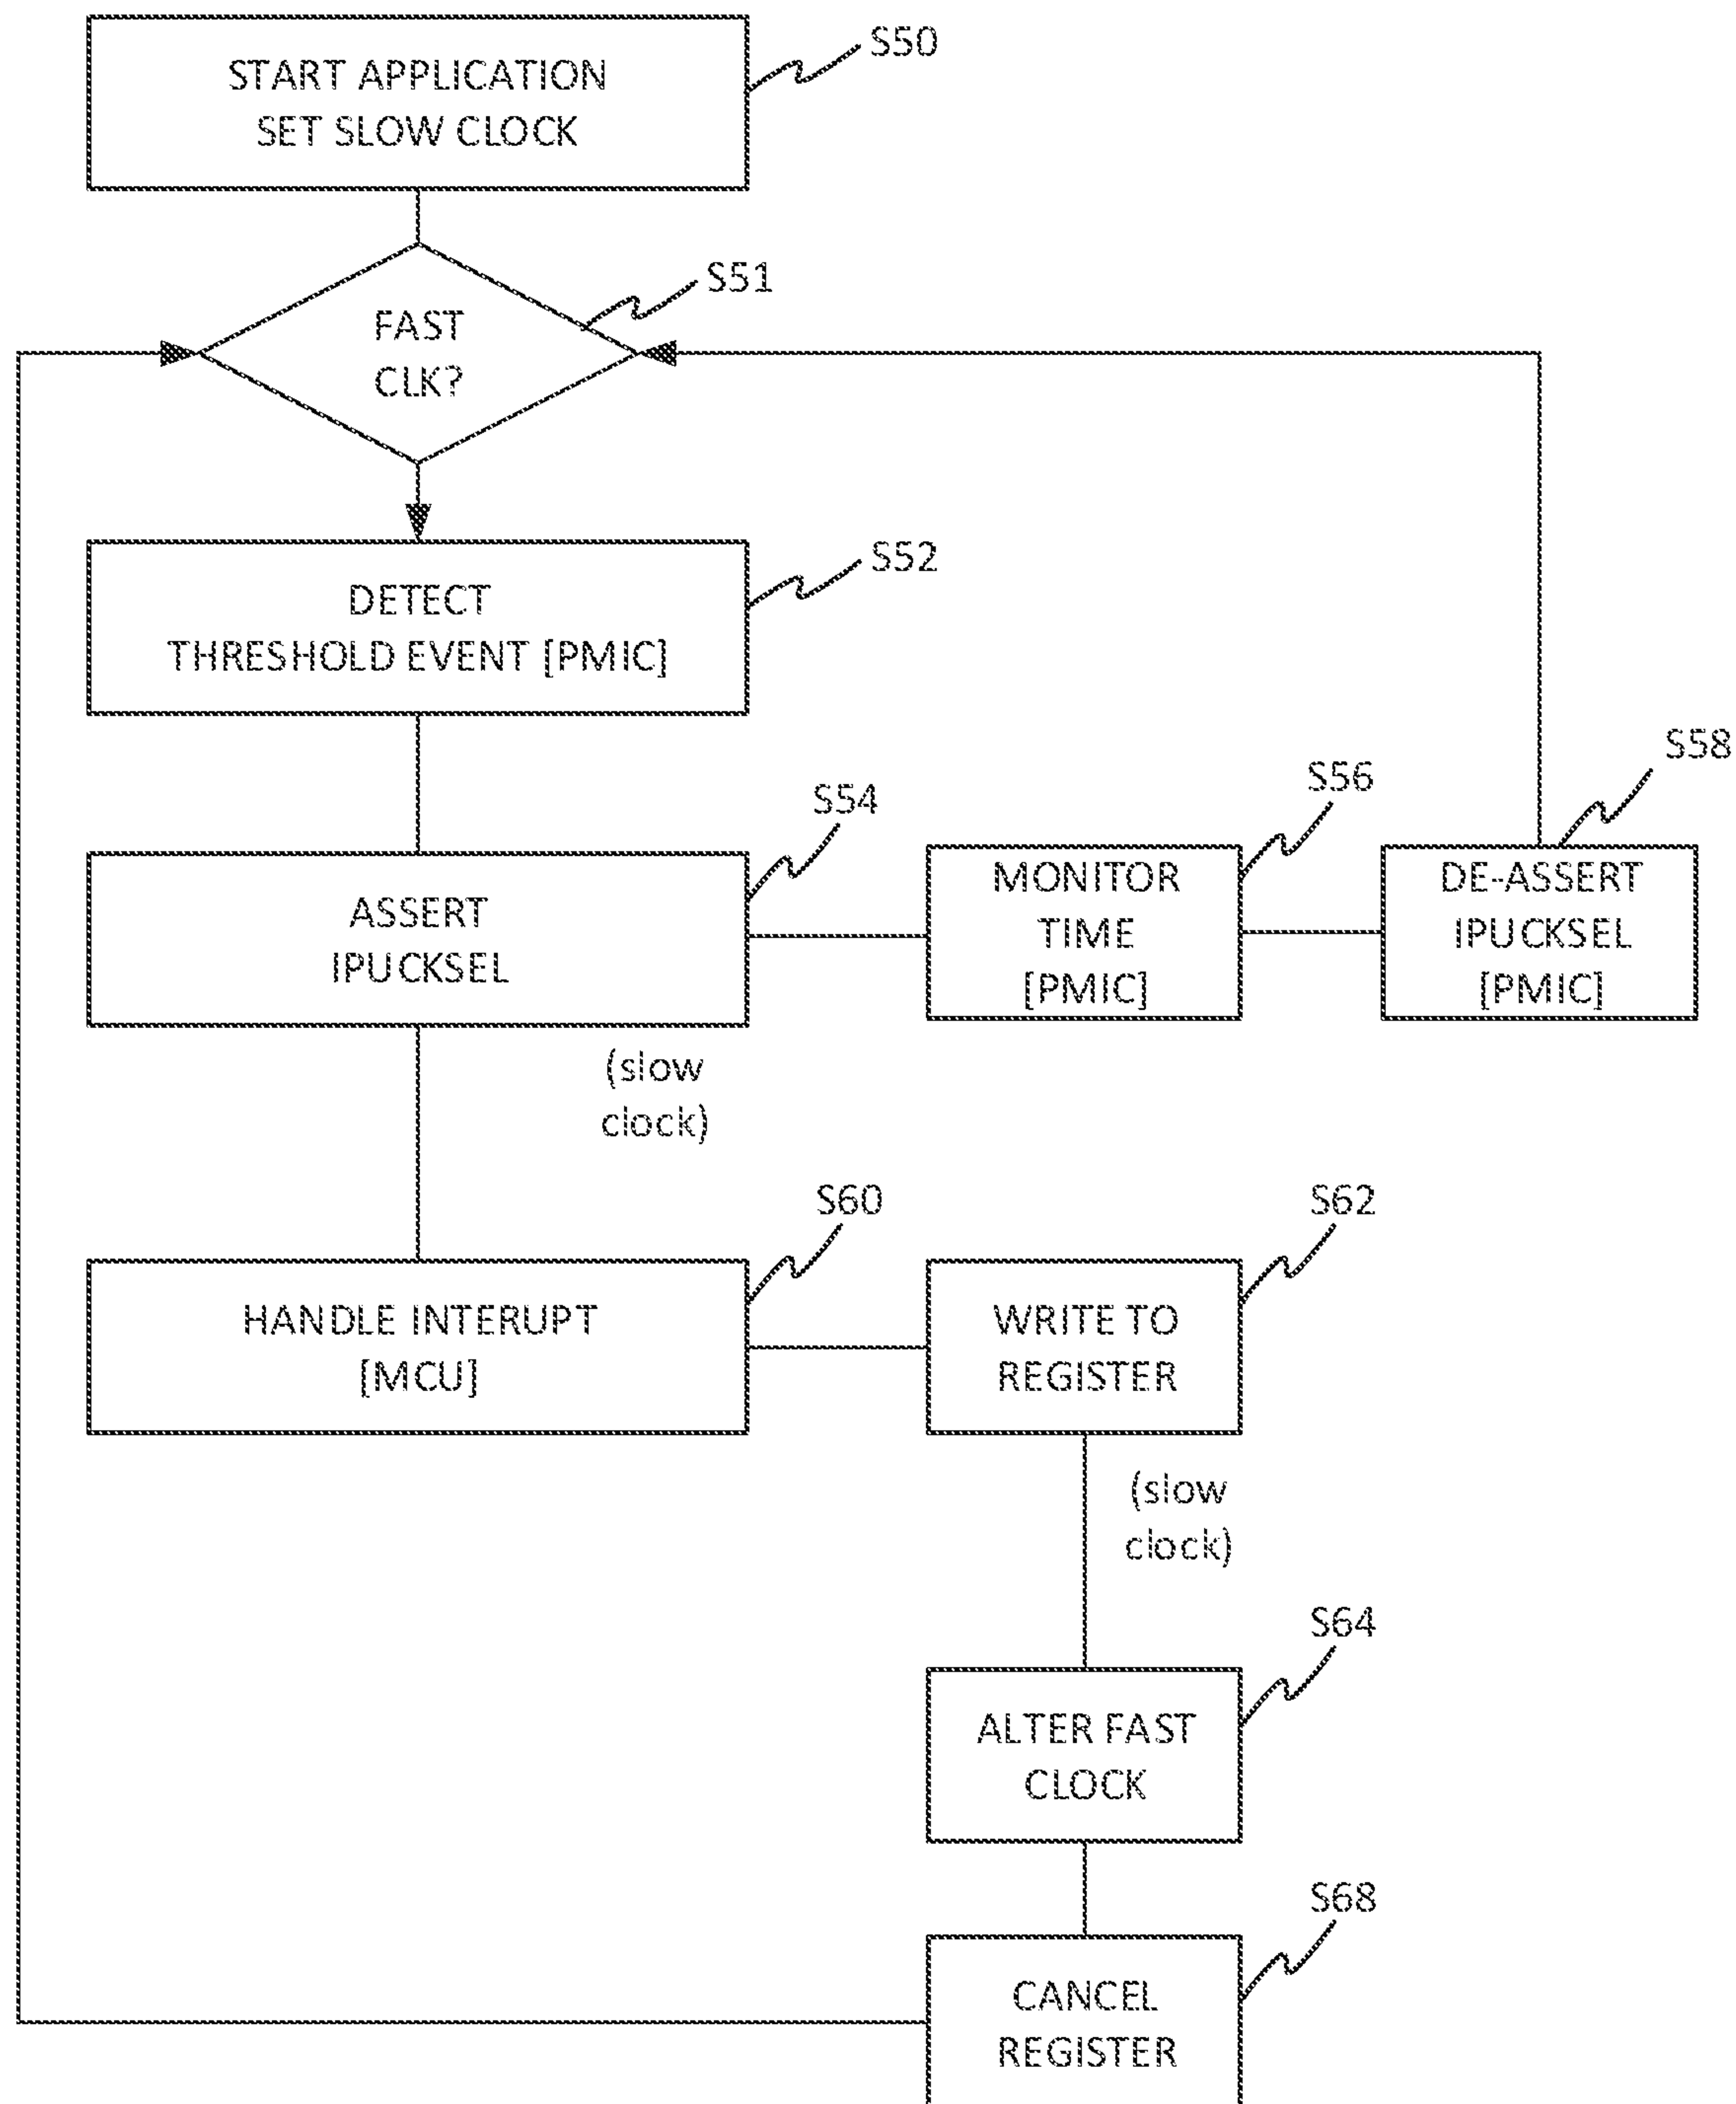 START APPLICATION
SET SLOW CLOCK
S50
FAST
CLK?
S51
DETECT
THRESHOLD EVENT [PMIC]
S52
ASSERT
IPUCKSEL
S54
MONITOR
TIME
[PMIC]
S56
DE-ASSERT
IPUCKSEL
[PMIC]
S58
(slow
clock)
HANDLE INTERUPT
[MCU]
S60
WRITE TO
REGISTER
S62
(slow
clock)
ALTER FAST
CLOCK
S64
CANCEL
REGISTER
S68